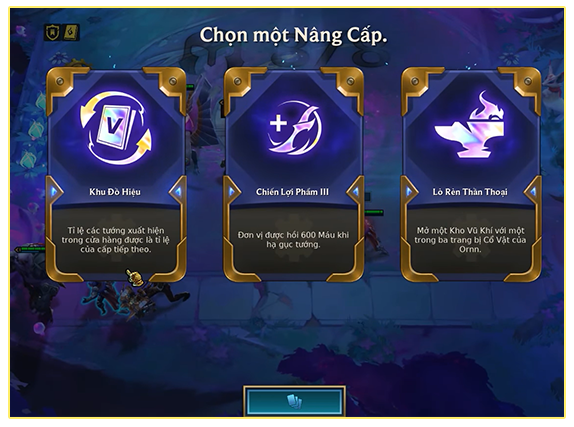 Chọn một Nâng Cấp.
V
Khu Đồ Hiệu
Tỉ lệ các tướng xuất hiện
trong cửa hàng được là tỉ lệ
của cấp tiếp theo.
Chiến Lợi Phẩm III
Đơn vị được hồi 600 Máu khi
hạ gục tướng.
Lò Rèn Thần Thoại
Mở một Kho Vũ Khí với một
trong ba trang bị Cổ Vật của
Ornn.